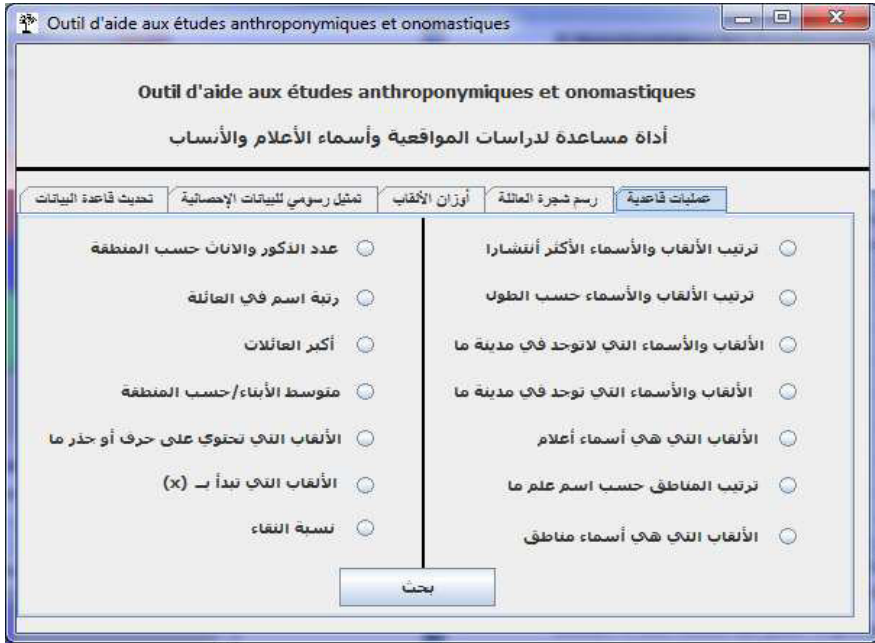 Outil d'aide aux études anthroponymiques et onomastiques
Outil d'aide aux études anthroponymiques et onomastiques
أداة مساعدة لدراسات المواقعية وأسماء الأعلام والأنساب
عمليات قاعدية
رسم شجرة العائلة
أوزان الألقاب
تمثيل رسومي للبيانات الإحصائية
تحديث قاعدة البيانات
ترتيب الألقاب والأسماء الأكثر أنتشارا
ترتيب الألقاب والأسماء حسب الطول
الألقاب والأسماء التي لاتوجد في مدينة ما
الألقاب والأسماء التي توجد في مدينة ما
الألقاب التي هي أسماء أعلام
ترتيب المناطق حسب اسم علم ما
الألقاب التي هي أسماء مناطق
عدد الذكور والاناث حسب المنطقة
رتبة اسم في العائلة
أكبر العائلات
متوسط الأبناء/حسب المنطقة
الألقاب التي تحتوي على حرف أو جذر ما
الألقاب التي تبدأ بــ (x)
نسبة النقاء
بحث